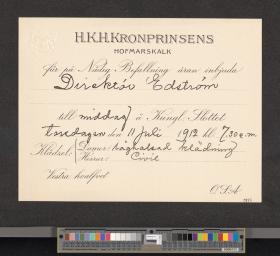 H.K.H. KRONPRINSENS
HOFMARSKALK
får på Nådig Befallning äran inbjuda
Direktör Edström
till middag å Kungl. Slottet
torsdagen den 11 juli 1912 kl. 7,30 e.m.
Klädsel: Damer: höghalsad klädning
Herrar: Civil
Västra hvalfvet
O.S.A.